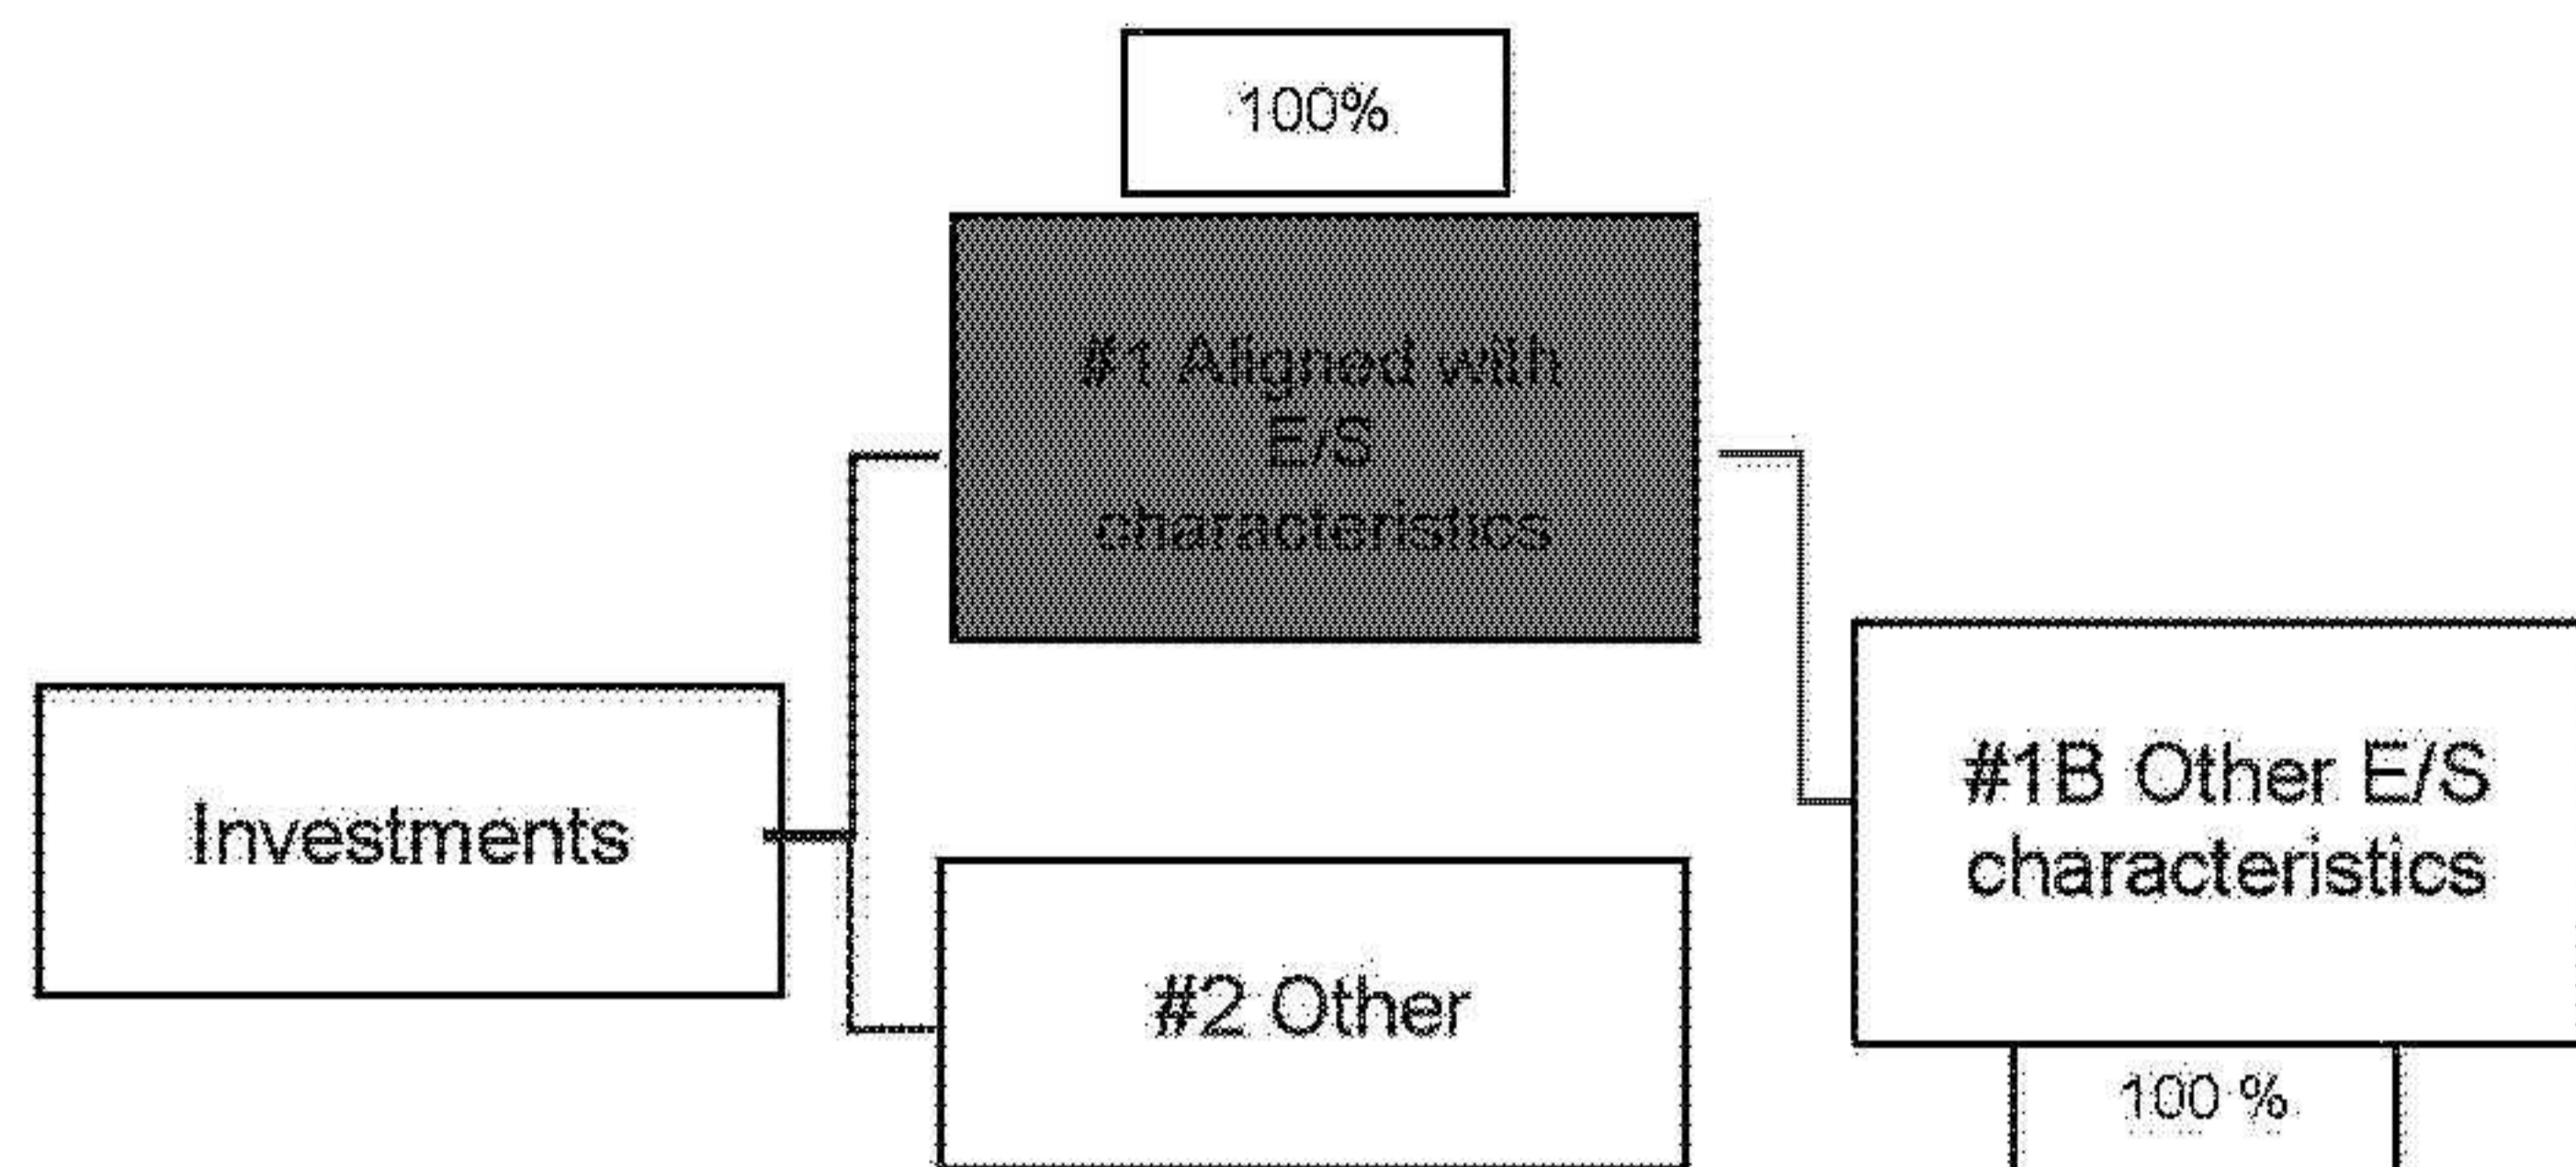 100%
#1 Aligned with
E/S
characteristics
Investments
#2 Other
#1B Other E/S
characteristics
100 %